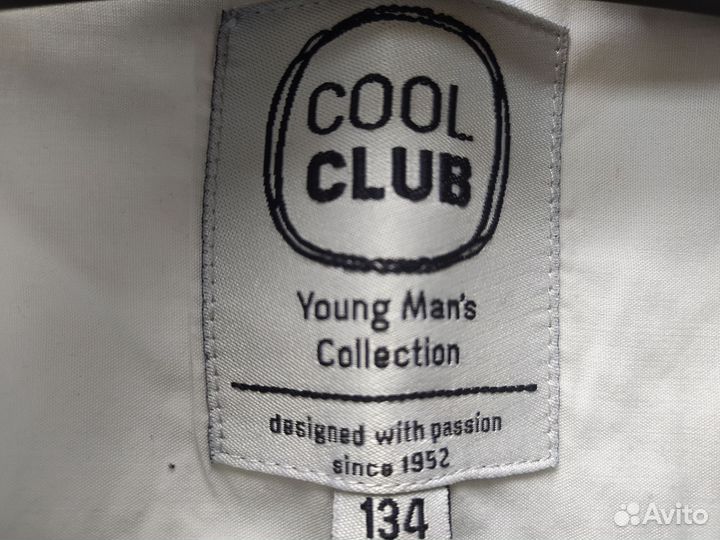 COOL
CLUB
Young Man's
Collection
designed with passion
since 1952
134
Avito